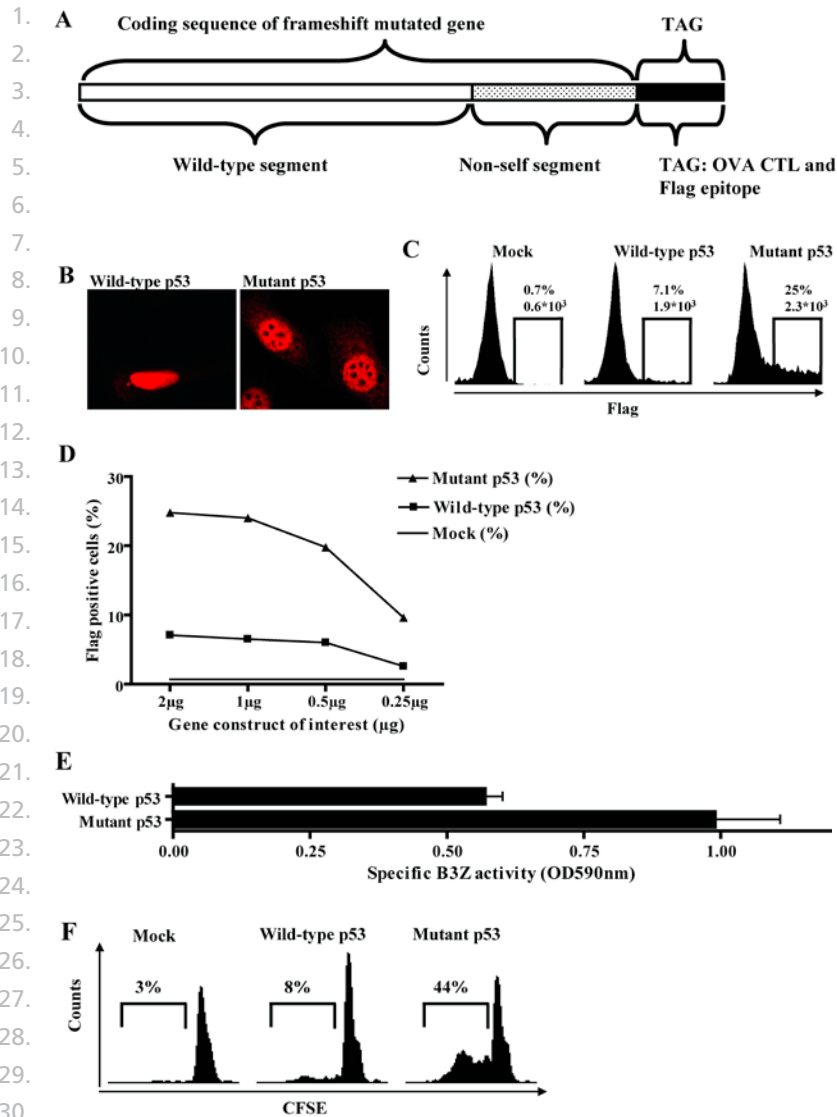 1.
2.
3.
4.
5.
6.
7.
8.
9.
10.
11.
12.
13.
14.
15.
16.
17.
18.
19.
20.
21.
22.
23.
24.
25.
26.
27.
28.
29.
30.
A
Coding sequence of frameshift mutated gene
TAG
Wild-type segment
Non-self segment
TAG: OVA CTL and
Flag epitope
B
Wild-type p53
Mutant p53
C
Mock
Wild-type p53
Mutant p53
0.7%
0.6*10³
7.1%
1.9*10³
25%
2.3*10³
Counts
Flag
D
Mutant p53 (%)
Wild-type p53 (%)
Mock (%)
Flag positive cells (%)
30
20
10
0
2µg
1µg
0.5µg
0.25µg
Gene construct of interest (µg)
E
Wild-type p53
Mutant p53
0.00
0.25
0.50
0.75
1.00
Specific B3Z activity (OD590nm)
F
Mock
Wild-type p53
Mutant p53
3%
8%
44%
Counts
CFSE